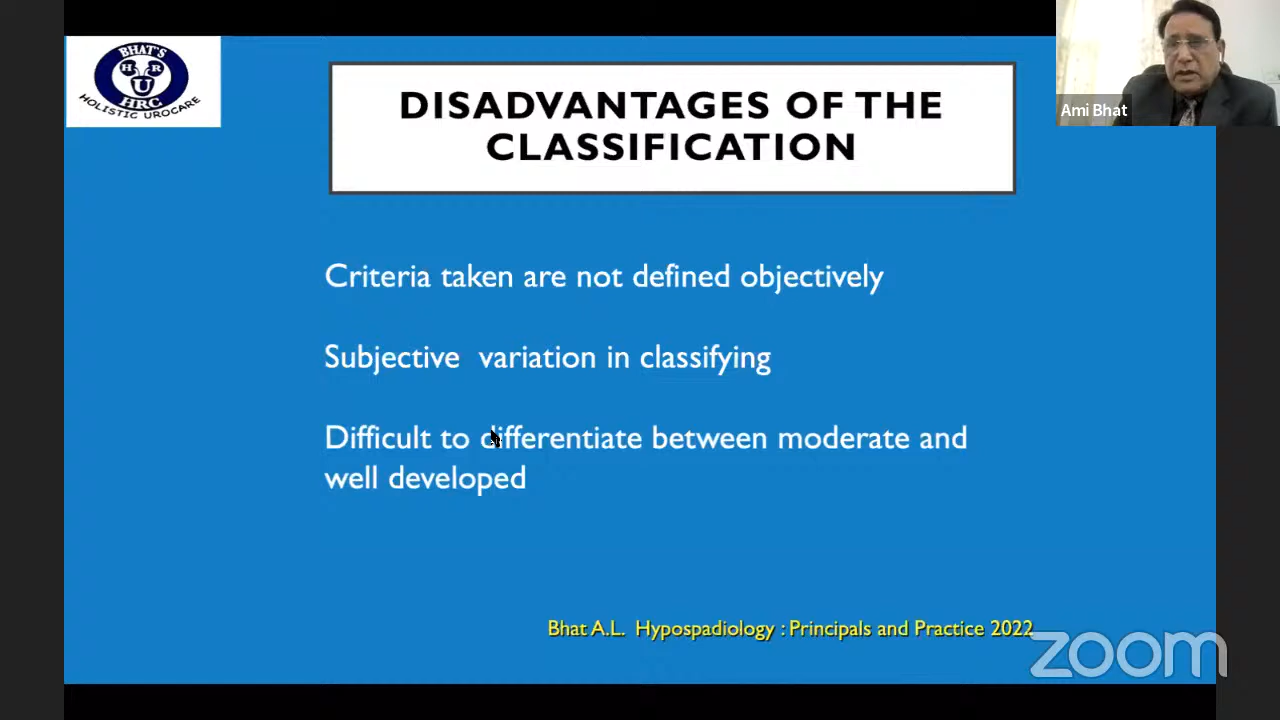 BHAT'S
H R
U
HRC
HOLISTIC UROCARE
DISADVANTAGES OF THE
CLASSIFICATION
Ami Bhat
Criteria taken are not defined objectively
Subjective  variation in classifying
Difficult to differentiate between moderate and
well developed
Bhat A.L.  Hypospadiology : Principals and Practice 2022
zoom